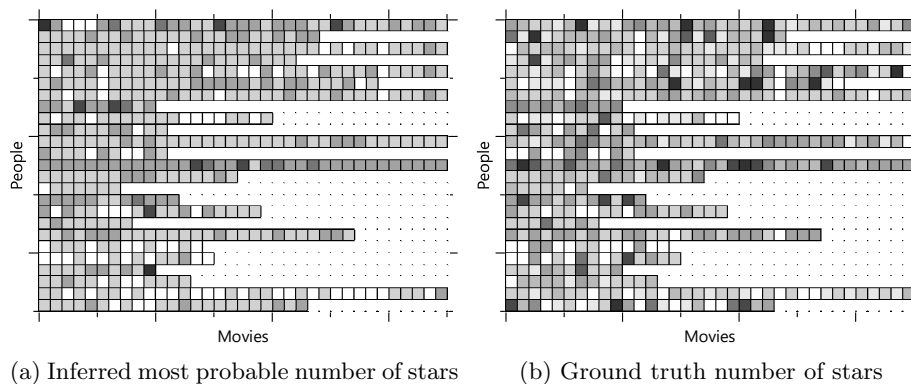 People
Movies
(a) Inferred most probable number of stars
People
Movies
(b) Ground truth number of stars